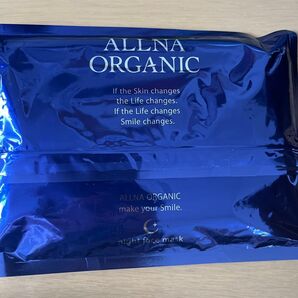 ALLNA
ORGANIC
If the Skin changes
the Life changes.
If the Life changes
Smile changes.
ALLNA ORGANIC
make your Smile.
night face mask